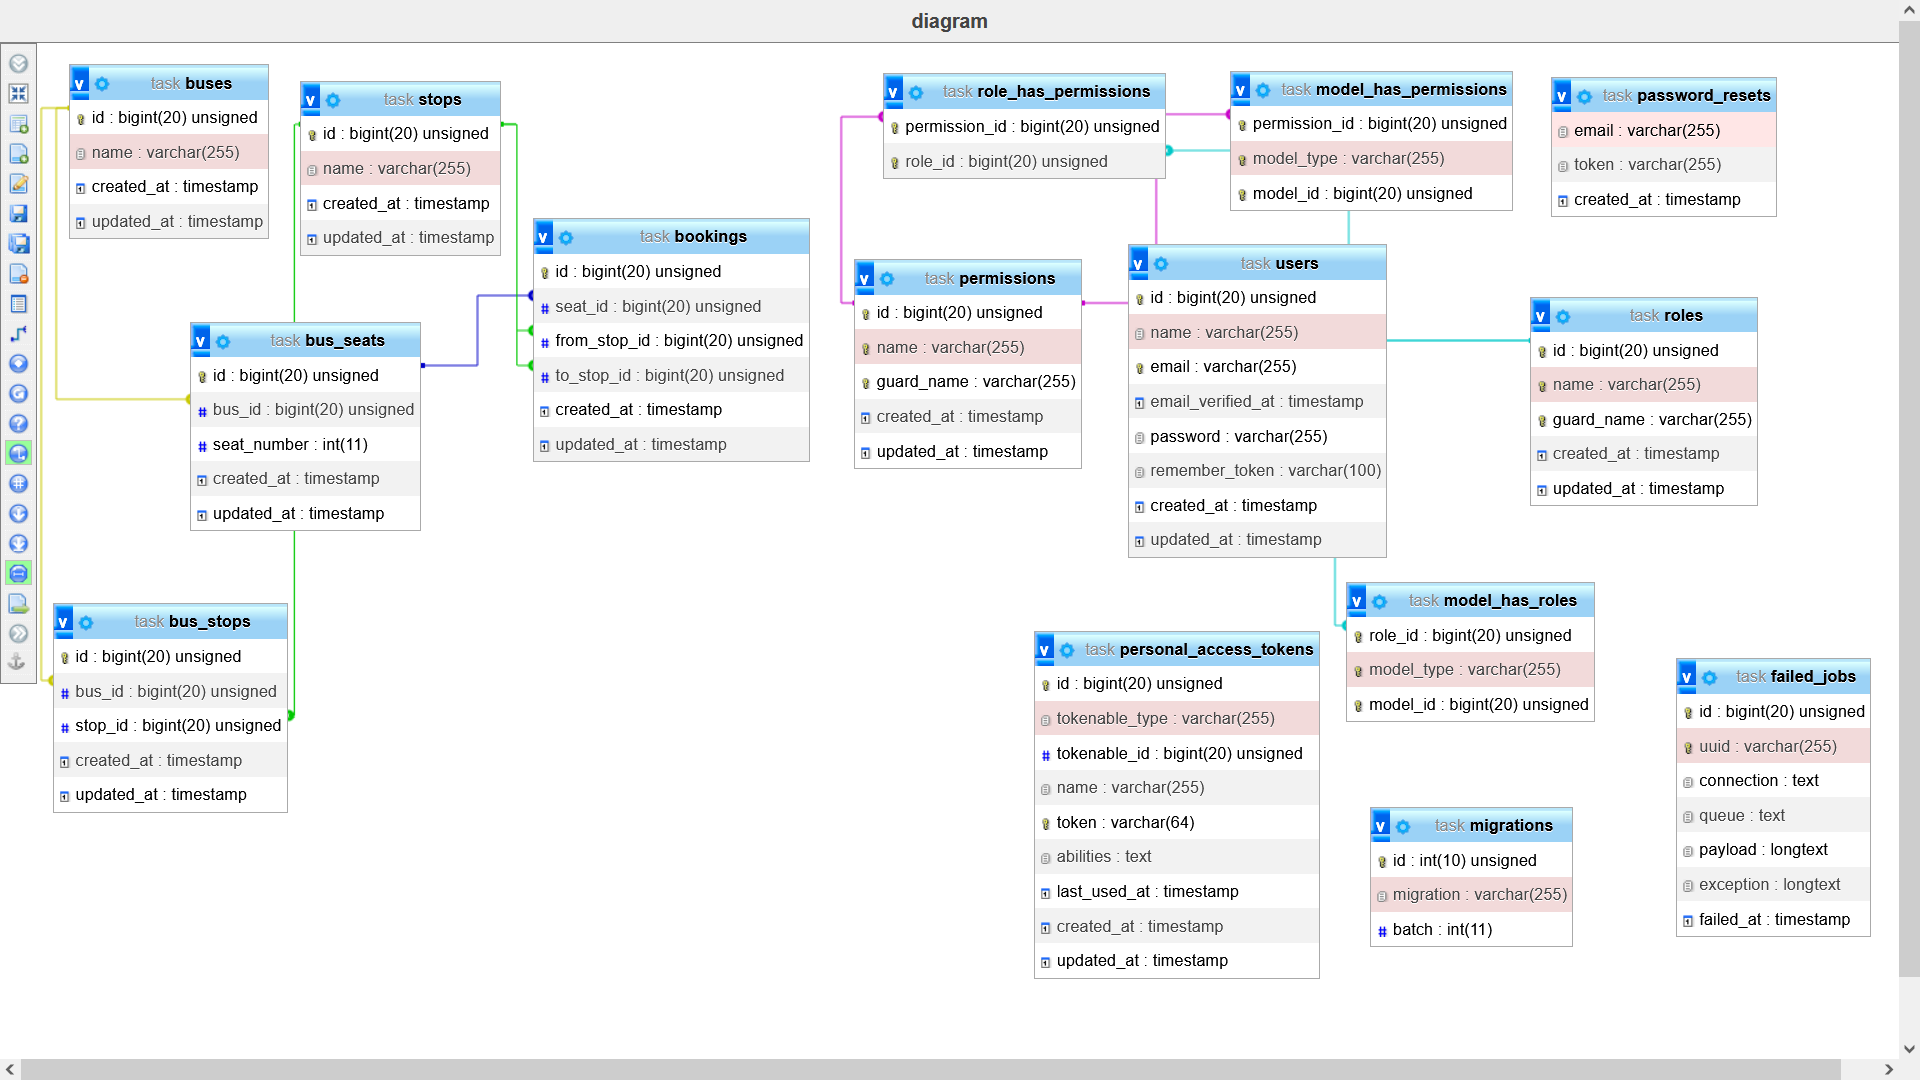 diagram
v task buses
id : bigint(20) unsigned
name : varchar(255)
created_at : timestamp
updated_at : timestamp
v task stops
id : bigint(20) unsigned
name : varchar(255)
created_at : timestamp
updated_at : timestamp
v task bookings
id : bigint(20) unsigned
seat_id : bigint(20) unsigned
from_stop_id : bigint(20) unsigned
to_stop_id : bigint(20) unsigned
created_at : timestamp
updated_at : timestamp
v task bus_seats
id : bigint(20) unsigned
bus_id : bigint(20) unsigned
seat_number : int(11)
created_at : timestamp
updated_at : timestamp
v task bus_stops
id : bigint(20) unsigned
bus_id : bigint(20) unsigned
stop_id : bigint(20) unsigned
created_at : timestamp
updated_at : timestamp
v task role_has_permissions
permission_id : bigint(20) unsigned
role_id : bigint(20) unsigned
v task model_has_permissions
permission_id : bigint(20) unsigned
model_type : varchar(255)
model_id : bigint(20) unsigned
v task password_resets
email : varchar(255)
token : varchar(255)
created_at : timestamp
v task permissions
id : bigint(20) unsigned
name : varchar(255)
guard_name : varchar(255)
created_at : timestamp
updated_at : timestamp
v task users
id : bigint(20) unsigned
name : varchar(255)
email : varchar(255)
email_verified_at : timestamp
password : varchar(255)
remember_token : varchar(100)
created_at : timestamp
updated_at : timestamp
v task roles
id : bigint(20) unsigned
name : varchar(255)
guard_name : varchar(255)
created_at : timestamp
updated_at : timestamp
v task model_has_roles
role_id : bigint(20) unsigned
model_type : varchar(255)
model_id : bigint(20) unsigned
v task personal_access_tokens
id : bigint(20) unsigned
tokenable_type : varchar(255)
tokenable_id : bigint(20) unsigned
name : varchar(255)
token : varchar(64)
abilities : text
last_used_at : timestamp
created_at : timestamp
updated_at : timestamp
v task migrations
id : int(10) unsigned
migration : varchar(255)
batch : int(11)
v task failed_jobs
id : bigint(20) unsigned
uuid : varchar(255)
connection : text
queue : text
payload : longtext
exception : longtext
failed_at : timestamp